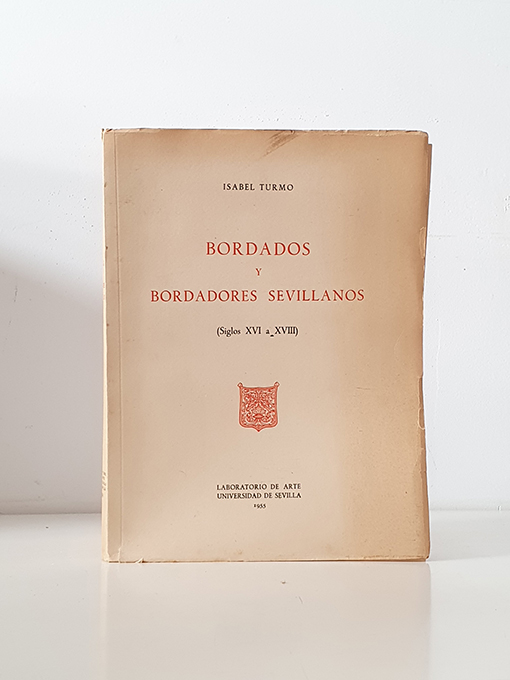 ISABEL TURMO
BORDADOS
Y
BORDADORES SEVILLANOS
(Siglos XVI a XVIII)
LABORATORIO DE ARTE
UNIVERSIDAD DE SEVILLA
1955